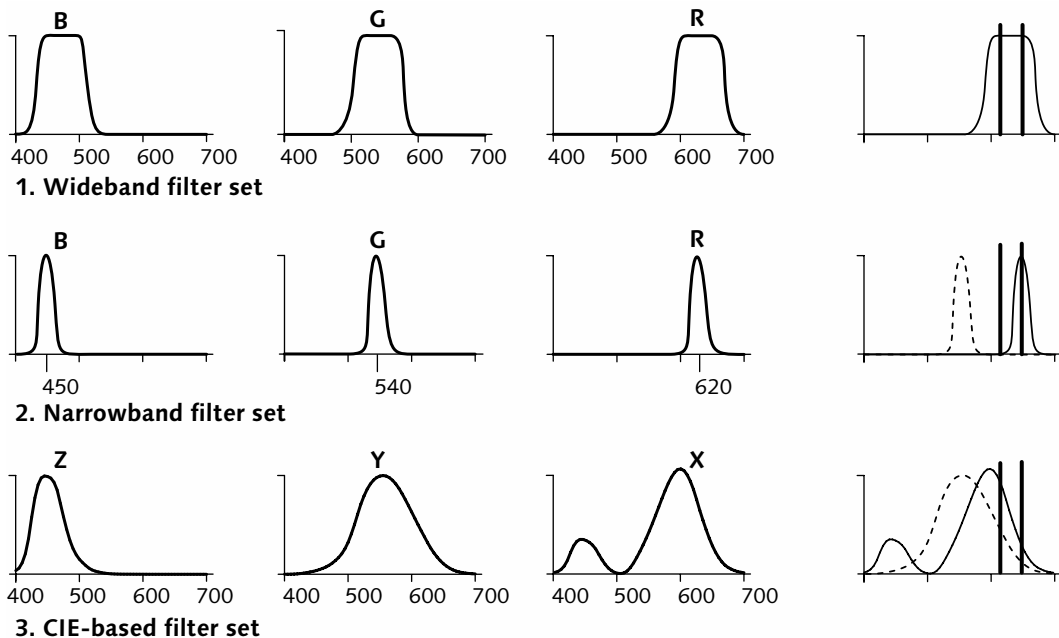 B G R
400 500 600 700 400 500 600 700 400 500 600 700
1. Wideband filter set
B G R
450 540 620
2. Narrowband filter set
Z Y X
400 500 600 700 400 500 600 700 400 500 600 700
3. CIE-based filter set